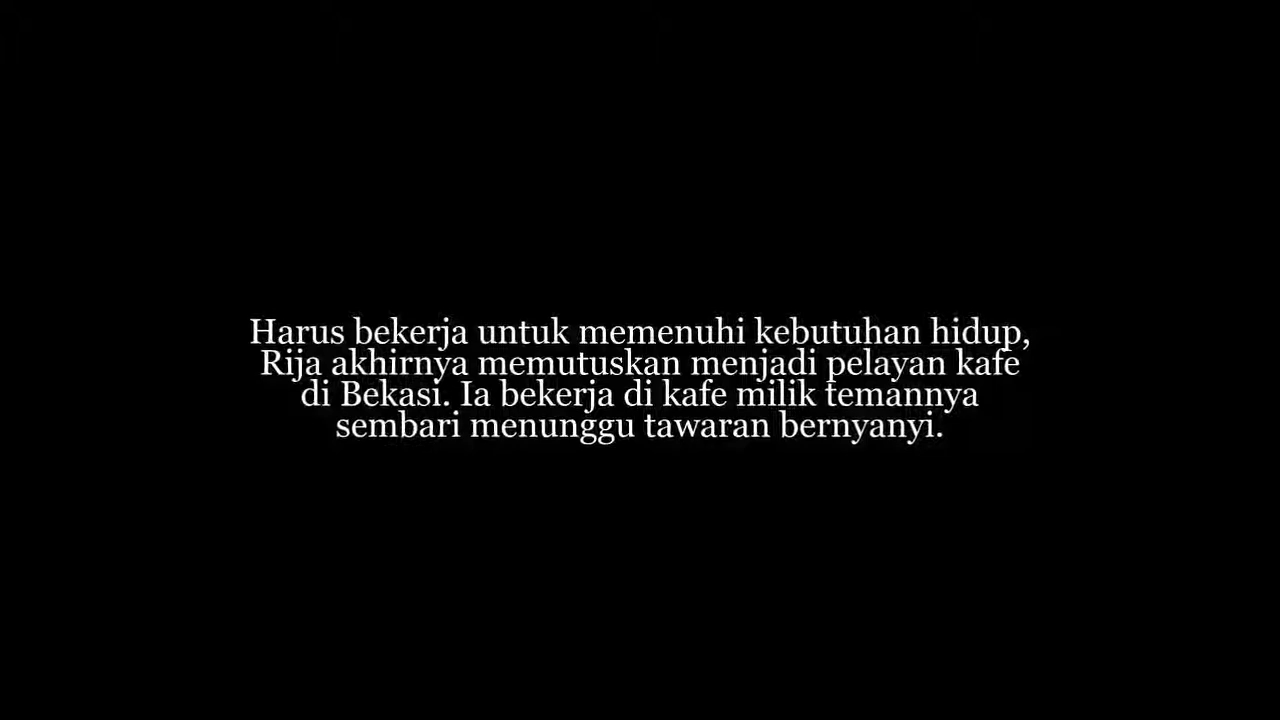 Harus bekerja untuk memenuhi kebutuhan hidup,
Rija akhirnya memutuskan menjadi pelayan kafe
di Bekasi. Ia bekerja di kafe milik temannya
sembari menunggu tawaran bernyanyi.